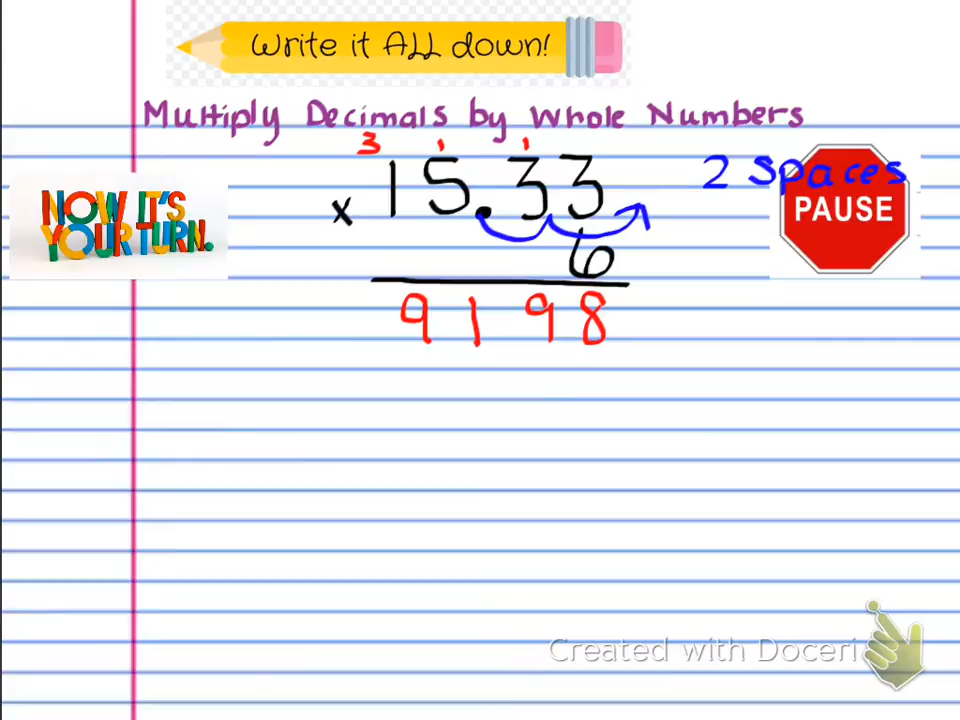 Write it ALL down!
Multiply Decimals by Whole Numbers
3 1 1
15.33
2 Spaces
x 6
9198
NOW IT'S
YOUR TURN.
PAUSE
Created with Doceri